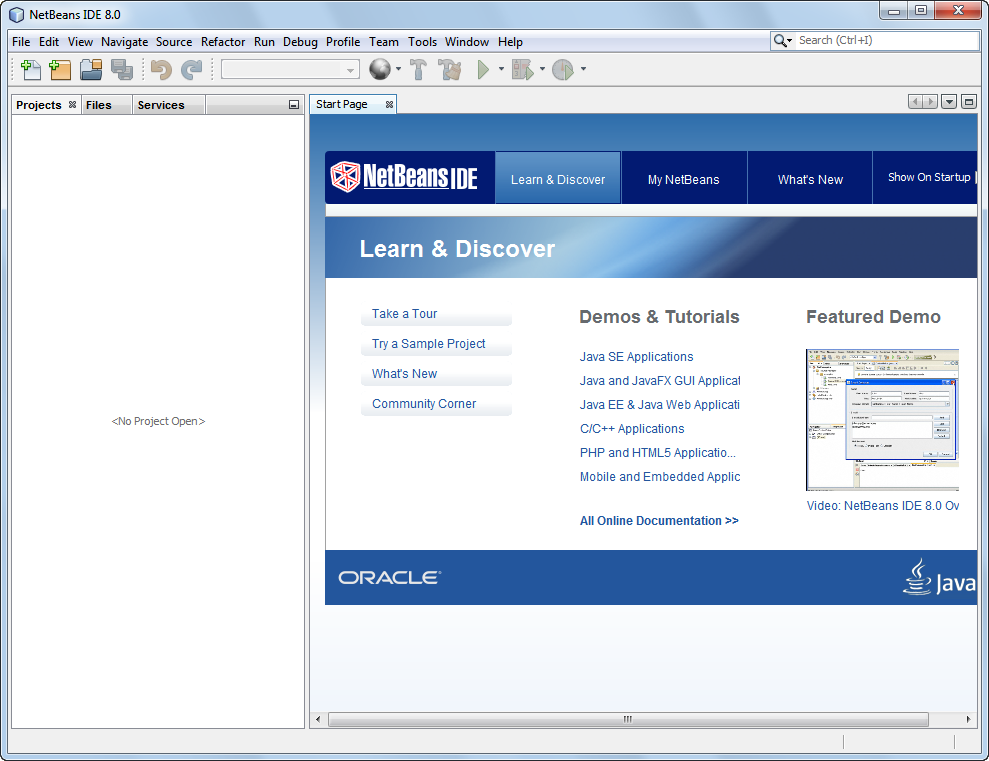 NetBeans IDE 8.0
File Edit View Navigate Source Refactor Run Debug Profile Team Tools Window Help
Search (Ctrl+I)
Projects Files Services
Start Page
NetBeans IDE
Learn & Discover
My NetBeans
What's New
Show On Startup
Learn & Discover
Take a Tour
Try a Sample Project
What's New
Community Corner
Demos & Tutorials
Java SE Applications
Java and JavaFX GUI Applicat
Java EE & Java Web Applicati
C/C++ Applications
PHP and HTML5 Applicatio...
Mobile and Embedded Applic
All Online Documentation >>
Featured Demo
Video: NetBeans IDE 8.0 Ov
<No Project Open>
ORACLE
Java